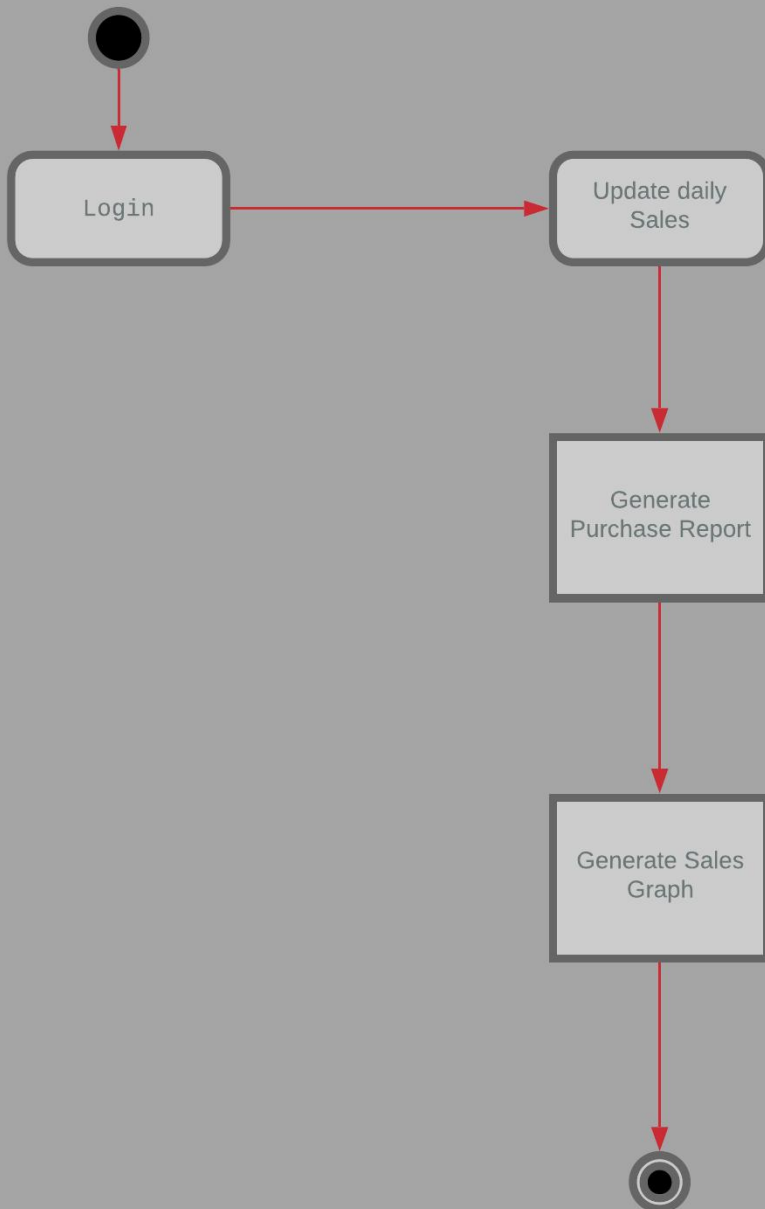 Login
Update daily
Sales
Generate
Purchase Report
Generate Sales
Graph